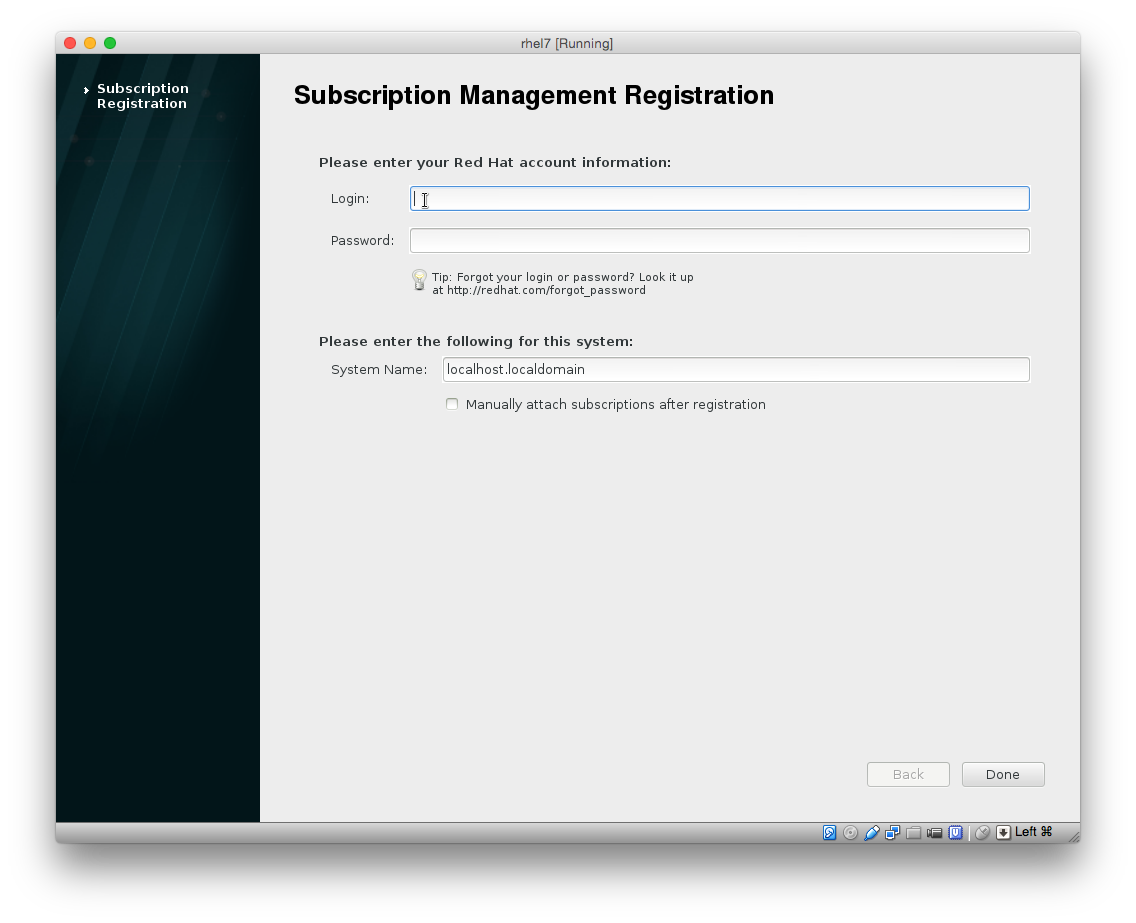 rhel7 [Running]
Subscription
Registration
Subscription Management Registration
Please enter your Red Hat account information:
Login:
Password:
Tip: Forgot your login or password? Look it up
at http://redhat.com/forgot_password
Please enter the following for this system:
System Name: localhost.localdomain
Manually attach subscriptions after registration
Back Done
Left ⌘